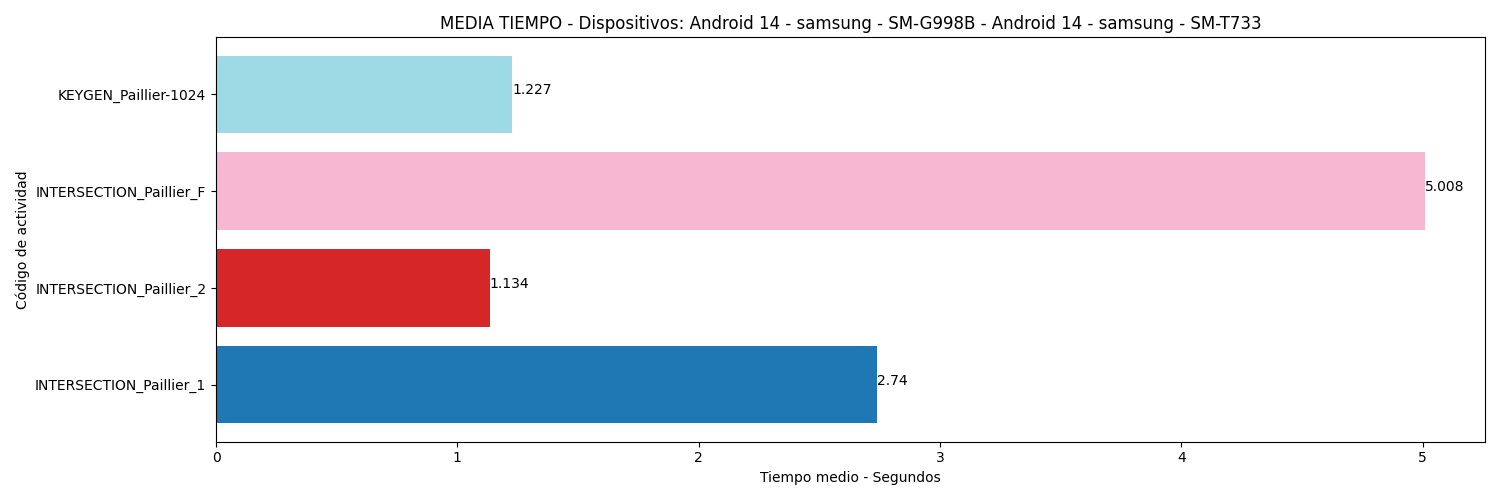 MEDIA TIEMPO - Dispositivos: Android 14 - samsung - SM-G998B - Android 14 - samsung - SM-T733
KEYGEN_Paillier-1024
1.227
INTERSECTION_Paillier_F
5.008
INTERSECTION_Paillier_2
1.134
INTERSECTION_Paillier_1
2.74
Código de actividad
0 1 2 3 4 5
Tiempo medio - Segundos